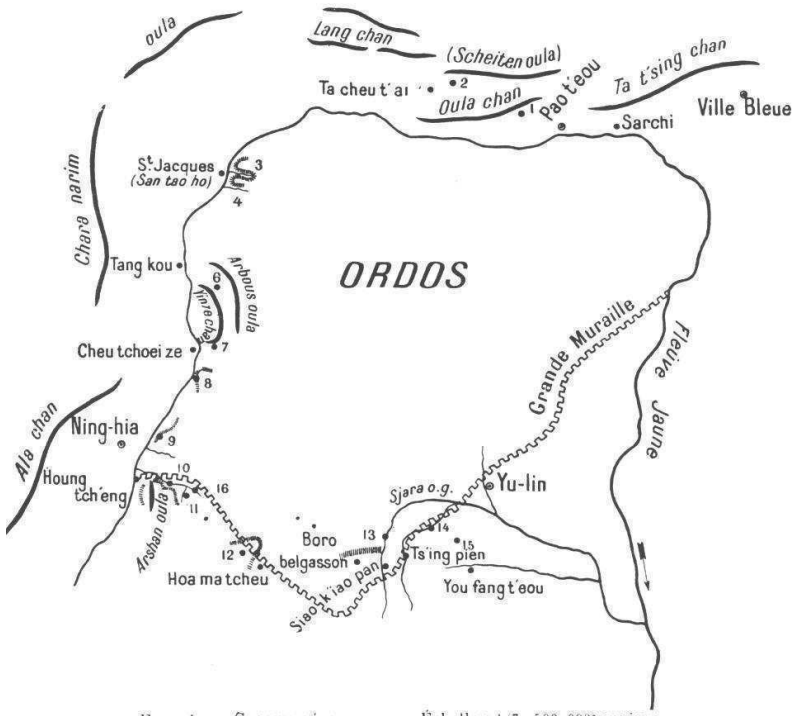 oula
Lang chan
(Scheiten oula)
Ta cheu t'ai
2
Oula chan
1
Pao t'eou
Ta t'sing chan
Ville Bleue
Sarchi
St. Jacques
(San tao ho)
3
4
Chara narim
Tang kou
6
Arbous oula
Yinze chan
ORDOS
Cheu tchoei ze
7
8
Grande Muraille
Fleuve Jaune
Ala chan
Ning-hia
9
Houng
tch'eng
10
16
11
Arshan oula
Sjara o.g.
Yu-lin
12
Hoa ma tcheu
Boro
belgasson
13
14
15
Siao k'iao pan
Ts'ing pien
You fang t'eou